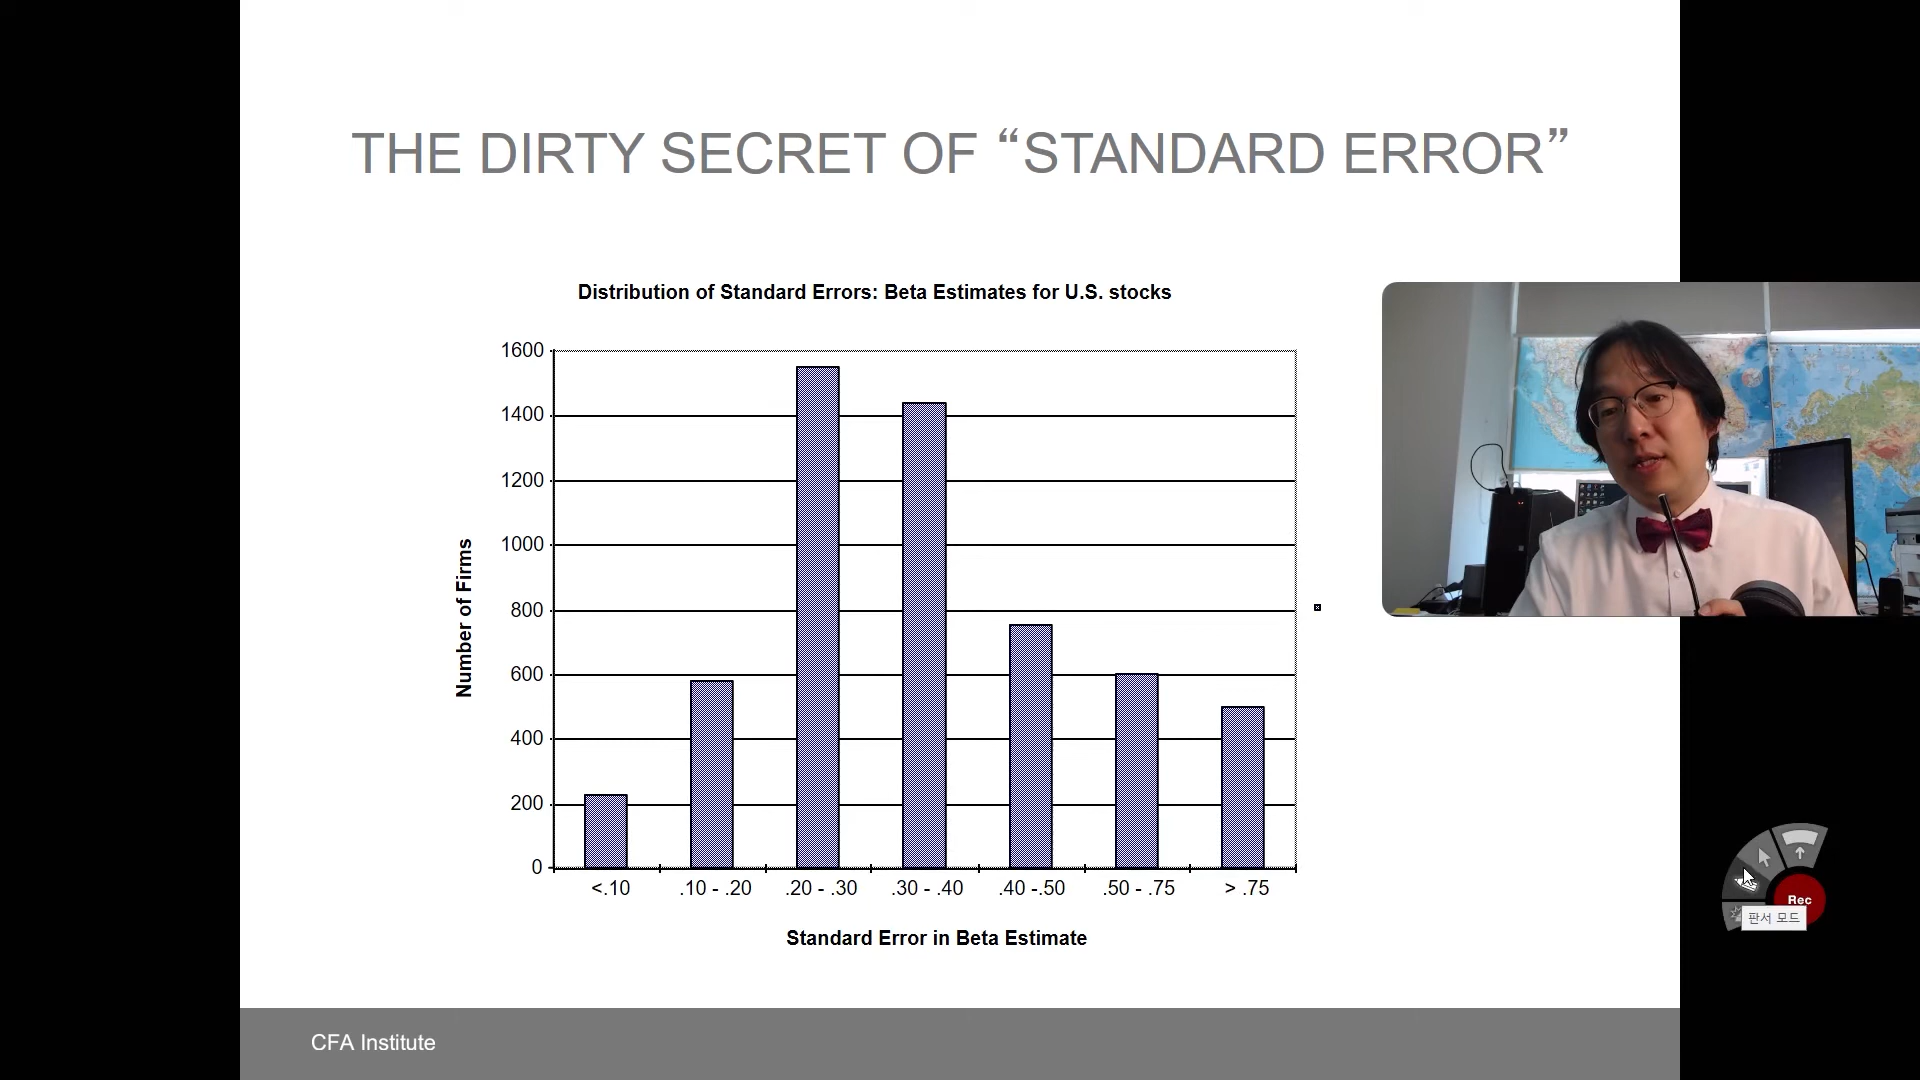 THE DIRTY SECRET OF “STANDARD ERROR”
Distribution of Standard Errors: Beta Estimates for U.S. stocks
1600
1400
1200
1000
800
600
400
200
0
Number of Firms
<.10 .10 - .20 .20 - .30 .30 - .40 .40 -.50 .50 - .75 > .75
Standard Error in Beta Estimate
Rec
판서 모드
CFA Institute